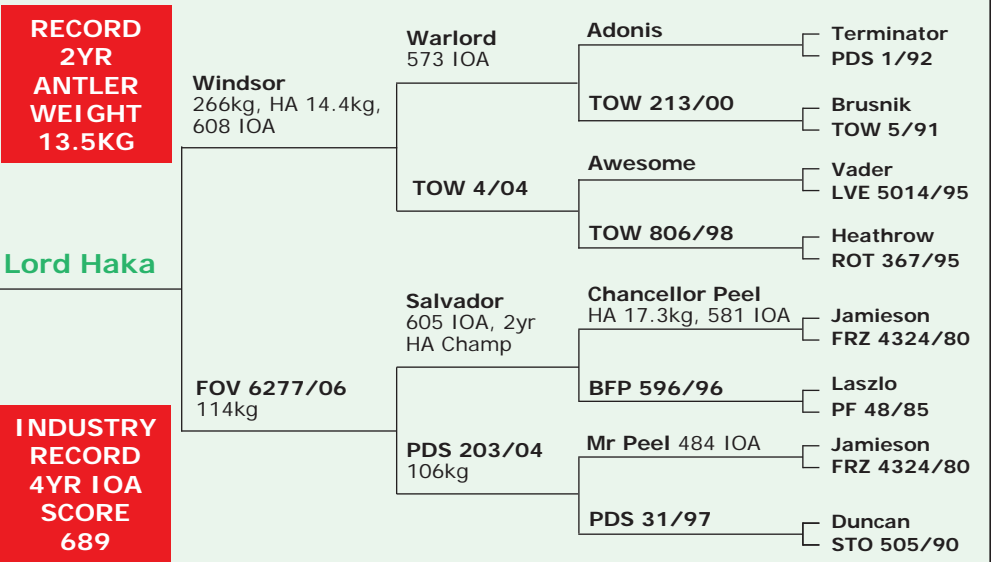 RECORD
2YR
ANTLER
WEIGHT
13.5KG
Lord Haka
INDUSTRY
RECORD
4YR IOA
SCORE
689
Windsor
266kg, HA 14.4kg,
608 IOA
FOV 6277/06
114kg
Warlord
573 IOA
TOW 4/04
Salvador
605 IOA, 2yr
HA Champ
PDS 203/04
106kg
Adonis
TOW 213/00
Awesome
TOW 806/98
Chancellor Peel
HA 17.3kg, 581 IOA
BFP 596/96
Mr Peel 484 IOA
PDS 31/97
Terminator
PDS 1/92
Brusnik
TOW 5/91
Vader
LVE 5014/95
Heathrow
ROT 367/95
Jamieson
FRZ 4324/80
Laszlo
PF 48/85
Jamieson
FRZ 4324/80
Duncan
STO 505/90